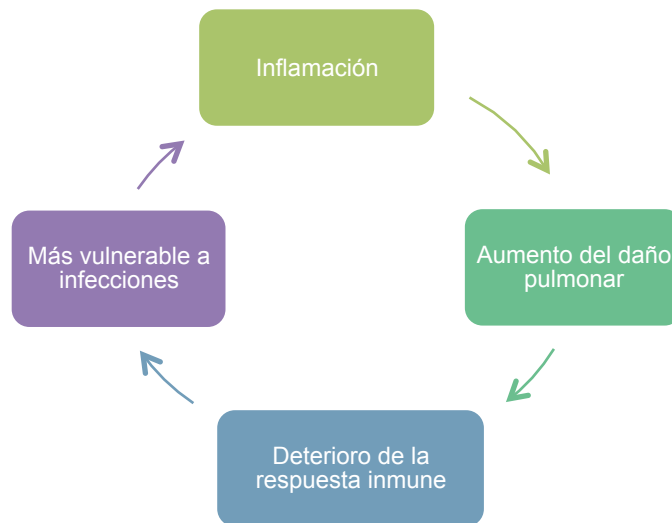 Inflamación
Aumento del daño
pulmonar
Deterioro de la
respuesta inmune
Más vulnerable a
infecciones